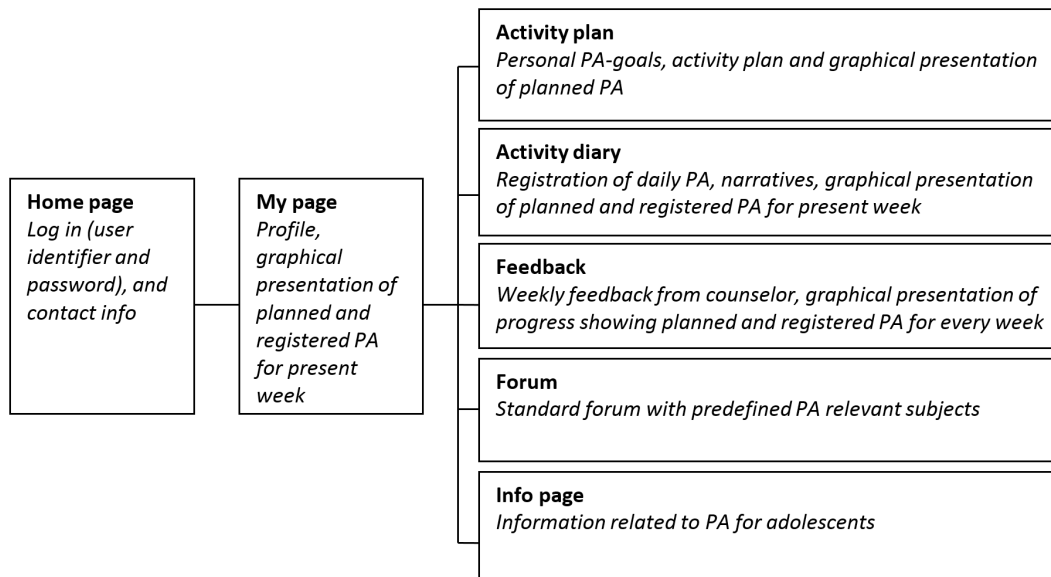 Home page
Log in (user
identifier and
password), and
contact info
My page
Profile,
graphical
presentation of
planned and
registered PA
for present
week
Activity plan
Personal PA-goals, activity plan and graphical presentation
of planned PA
Activity diary
Registration of daily PA, narratives, graphical presentation
of planned and registered PA for present week
Feedback
Weekly feedback from counselor, graphical presentation of
progress showing planned and registered PA for every week
Forum
Standard forum with predefined PA relevant subjects
Info page
Information related to PA for adolescents